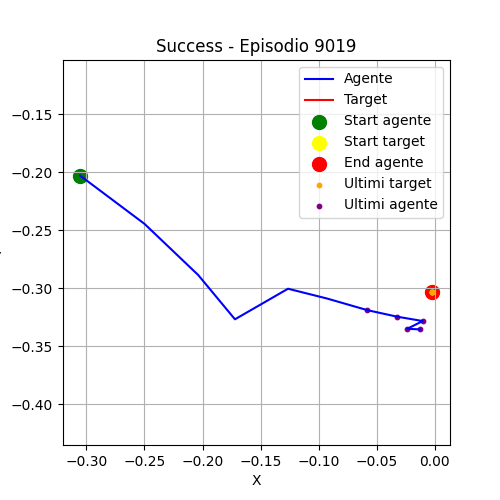 Success - Episodio 9019
Agente
Target
Start agente
Start target
End agente
Ultimi target
Ultimi agente
−0.15
−0.20
−0.25
−0.30
−0.35
−0.40
−0.30 −0.25 −0.20 −0.15 −0.10 −0.05 0.00
X